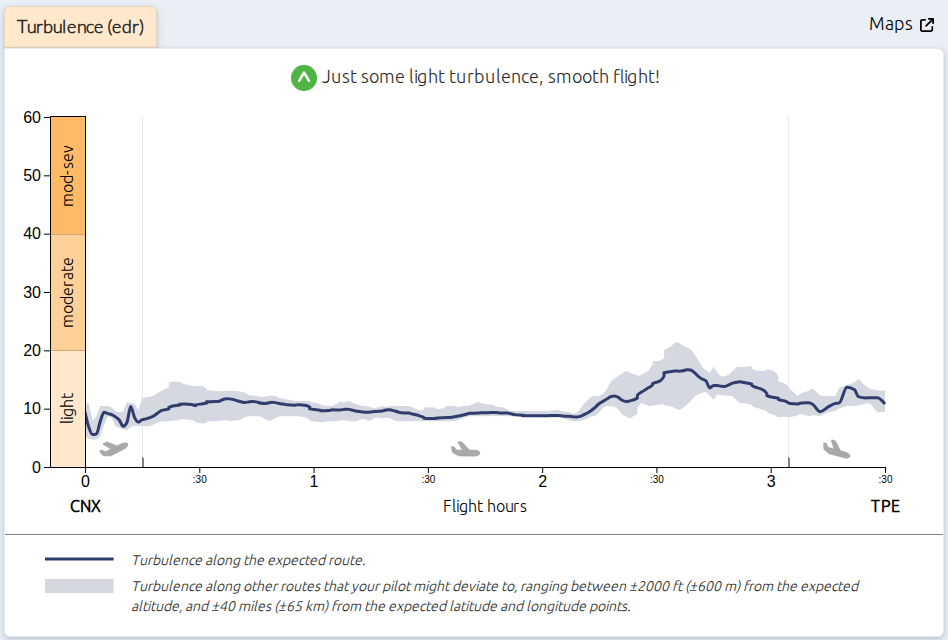 Turbulence (edr)
Maps
Just some light turbulence, smooth flight!
60
50
40
30
20
10
0
mod-sev
moderate
light
0
:30
1
:30
2
:30
3
:30
CNX
Flight hours
TPE
Turbulence along the expected route.
Turbulence along other routes that your pilot might deviate to, ranging between ±2000 ft (±600 m) from the expected
altitude, and ±40 miles (±65 km) from the expected latitude and longitude points.